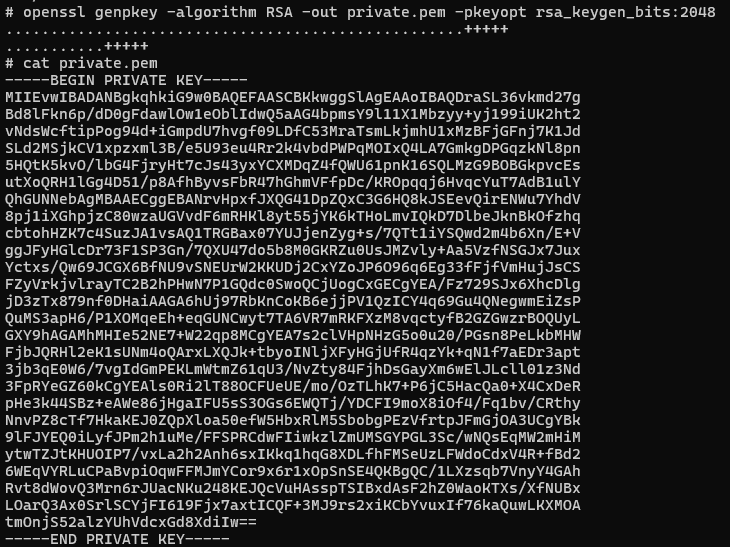 # openssl genpkey -algorithm RSA -out private.pem -pkeyopt rsa_keygen_bits:2048
...................................................+++++
...........+++++
# cat private.pem
-----BEGIN PRIVATE KEY-----
MIIEvwIBADANBgkqhkiG9w0BAQEFAASCBKkwggSlAgEAAoIBAQDraSL36vkmd27g
Bd8lFkn6p/dD0gFdawlOw1eOblIdwQ5aAG4bpmsY9l11X1Mbzyy+yj199iUK2ht2
vNdsWcftipPog94d+iGmpdU7hvgf09LDfC53MraTsmLkjmhU1xMzBFjGFnj7K1Jd
SLd2MSjkCV1xpzxml3B/e5U93eu4Rr2k4vbdPWPqMOIxQ4LA7GmkgDPGqzkNl8pn
5HQtK5kvO/lbG4FjryHt7cJs43yxYCXMDqZ4fQWU61pnK16SQLMzG9BOBGkpvcEs
utXoQRH1lGg4D51/p8AfhByvsFbR47hGhmVFfpDc/KROpqqj6HvqcYuT7AdB1ulY
QhGUNNebAgMBAAECggEBANrvHpxfJXQG41DpZQxC3G6HQ8kJSEevQirENWu7YhdV
8pj1iXGhpjzC80wzaUGVvdF6mRHKl8yt55jYK6kTHoLmvIQkD7DlbeJknBkOfzhq
cbtohHZK7c4SuzJA1vsAQ1TRGBax07YUJjenZyg+s/7QTt1iYSQwd2m4b6Xn/E+V
ggJFyHGlcDr73F1SP3Gn/7QXU47do5b8M0GKRZu0UsJMZvly+Aa5VzfNSGJx7Jux
Yctxs/Qw69JCGX6BfNU9vSNEUrW2KKUDj2CxYZoJP6O96q6Eg33fFjfVmHujJsCS
FZyVrkjvlrayTC2B2hPHwN7P1GQdc0SwoQCjUogCxGECgYEA/Fz729SJx6XhcDlg
jD3zTx879nf0DHaiAAGA6hUj97RbKnCoKB6ejjPV1QzICY4q69Gu4QNegwmEiZsP
QuMS3apH6/P1XOMqeEh+eqGUNCwyt7TA6VR7mRKFXzM8vqctyfB2GZGwzrBOQUyL
GXY9hAGAMhMHIe52NE7+W22qp8MCgYEA7s2clVHpNHzG5o0u20/PGsn8PeLkbMHW
FjbJQRHl2eK1sUNm4oQArxLXQJk+tbyoINljXFyHGjUfR4qzYk+qN1f7aEDr3apt
3jb3qE0W6/7vgIdGmPEKLmWtmZ61qU3/NvZty84FjhDsGayXm6WElJLcll01z3Nd
3FpRYeGZ60kCgYEAls0Ri2lT88OCFUeUE/mo/OzTLhK7+P6jC5HacQa0+X4CxDeR
pHe3k44SBz+eAWe86jHgaIFU5sS3OGs6EWQTj/YDCFI9moX8iOf4/Fq1bv/CRthy
NnvPZ8cTf7HkaKEJ0ZQpXloa50efW5HbxRlM5SbobgPEzVfrtpJFmGjOA3UCgYBk
9lFJYEQ0iLyfJPm2h1uMe/FFSPRCdwFIiwkzlZmUMSGYPGL3Sc/wNQsEqMW2mHiM
ytwTZJtKHUOIP7/vxLa2h2Anh6sxIKkq1hqG8XDLfhFMSeUzLFWdoCdxV4R+fBd2
6WEqVYRLuCPaBvpiOqwFFMJmYCor9x6r1xOpSnSE4QKBgQC/1LXzsqb7VnyY4GAh
Rvt8dWovQ3Mrn6rJUacNKu248KEJQcVuHAsspTSIBxdAsF2hZ0WaoKTXs/XfNUBx
LOarQ3Ax0SrlSCYjFI619Fjx7axtICQF+3MJ9rs2xiKCbYvuxIf76kaQuwLKXMOA
tmOnjS52alzYUhVdcxGd8XdiIw==
-----END PRIVATE KEY-----